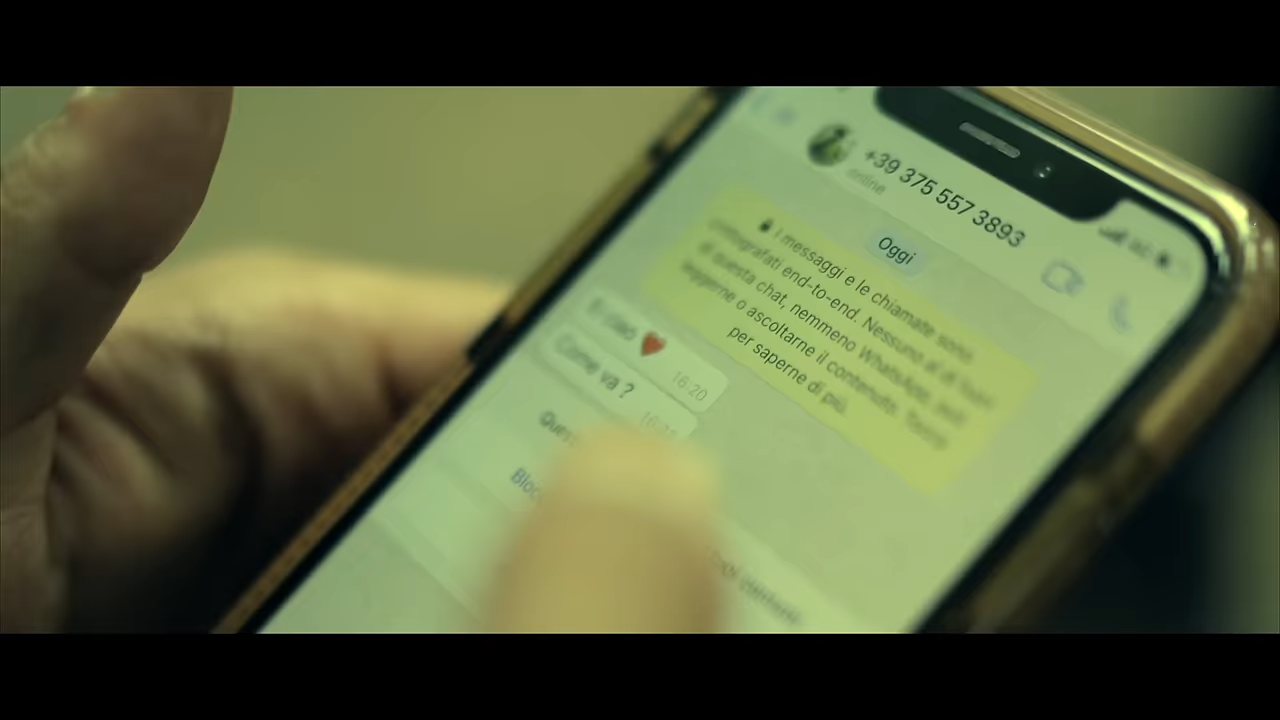 +39 375 557 3893
online
Oggi
I messaggi e le chiamate sono
crittografati end-to-end. Nessuno al di fuori
di questa chat, nemmeno WhatsApp, può
leggerne o ascoltarne il contenuto. Tocca
per saperne di più.
ciao ❤️
16:20
Come va ?